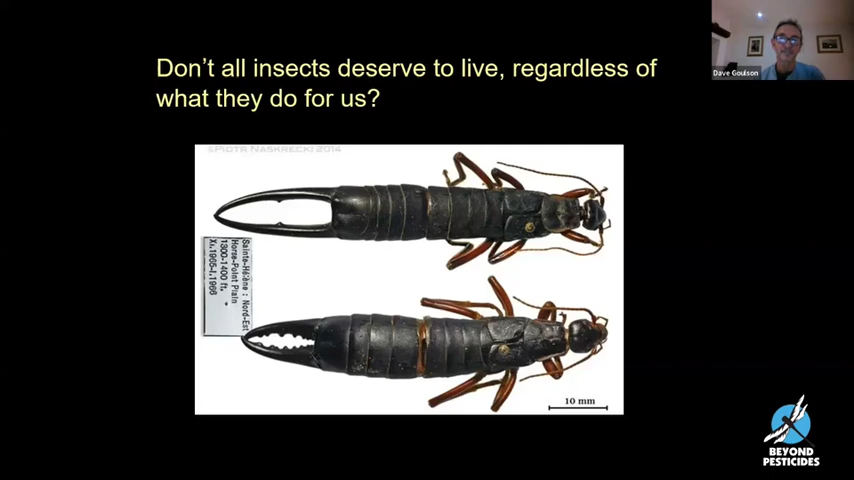 Don't all insects deserve to live, regardless of
what they do for us?
Dave Goulson
©PIOTR NASKRECKI 2014
Sainte-Hélène : Nord-Est
Horse-Point Plain
1300-1400 ft.
XI.1965-I.1966
10 mm
BEYOND
PESTICIDES